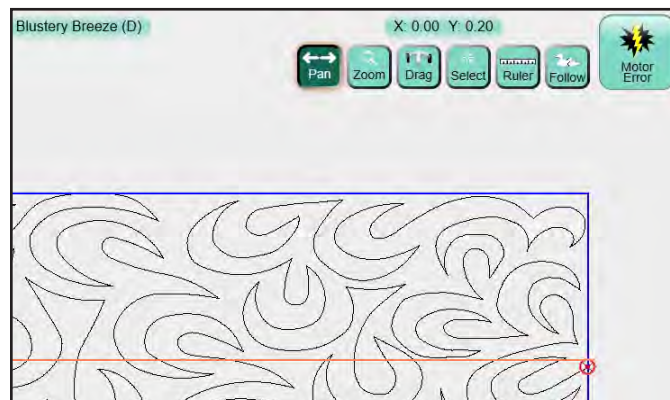 Blustery Breeze (D)
X: 0.00 Y: 0.20
Pan
Zoom
Drag
Select
Ruler
Follow
Motor
Error